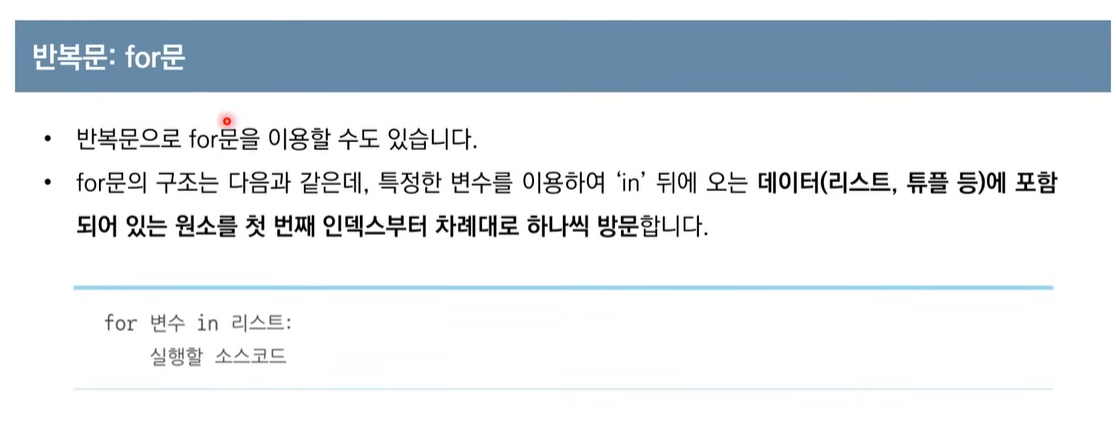 반복문: for문
• 반복문으로 for문을 이용할 수도 있습니다.
• for문의 구조는 다음과 같은데, 특정한 변수를 이용하여 ‘in’ 뒤에 오는 데이터(리스트, 튜플 등)에 포함
되어 있는 원소를 첫 번째 인덱스부터 차례대로 하나씩 방문합니다.
for 변수 in 리스트:
    실행할 소스코드